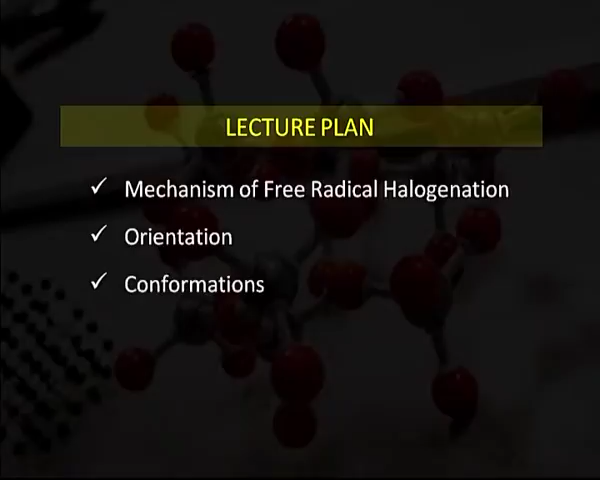 LECTURE PLAN
✓ Mechanism of Free Radical Halogenation
✓ Orientation
✓ Conformations